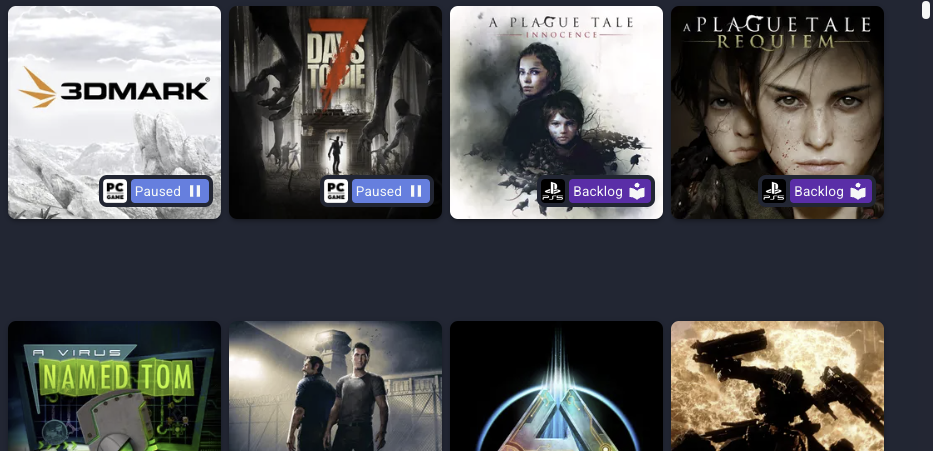 3DMARK®
7
DAYS
TO DIE
A PLAGUE TALE
INNOCENCE
A PLAGUE TALE
REQUIEM
PC
GAME
Paused
PC
GAME
Paused
PS5
Backlog
PS5
Backlog
A VIRUS
NAMED TOM